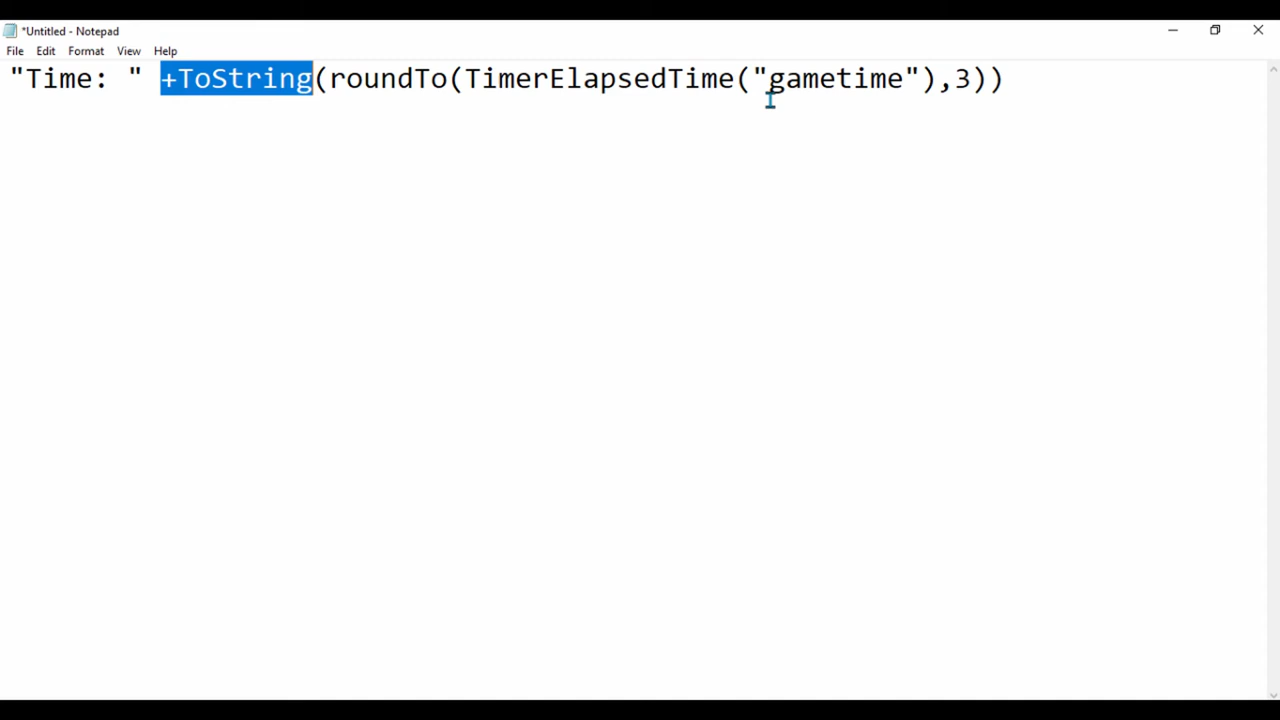 *Untitled - Notepad
File Edit Format View Help
"Time: " +ToString(roundTo(TimerElapsedTime("gametime"),3))